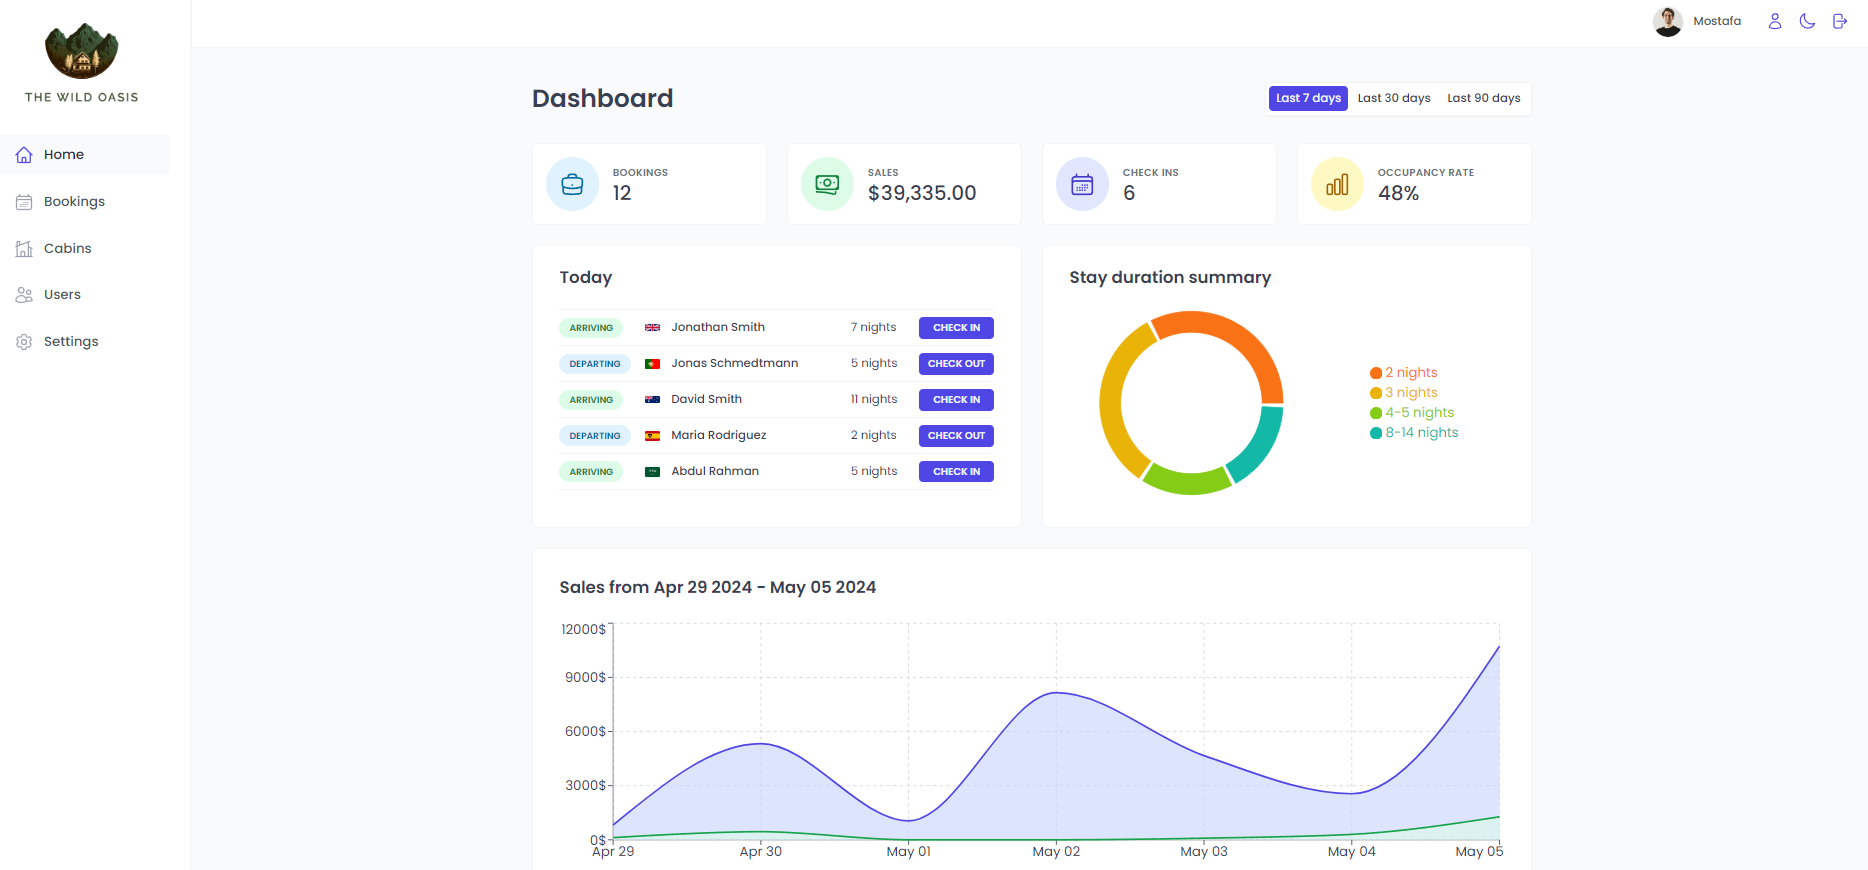 THE WILD OASIS
Home
Bookings
Cabins
Users
Settings
Mostafa
Dashboard
Last 7 days Last 30 days Last 90 days
BOOKINGS
12
SALES
$39,335.00
CHECK INS
6
OCCUPANCY RATE
48%
Today
ARRIVING Jonathan Smith 7 nights CHECK IN
DEPARTING Jonas Schmedtmann 5 nights CHECK OUT
ARRIVING David Smith 11 nights CHECK IN
DEPARTING Maria Rodriguez 2 nights CHECK OUT
ARRIVING Abdul Rahman 5 nights CHECK IN
Stay duration summary
2 nights
3 nights
4-5 nights
8-14 nights
Sales from Apr 29 2024 - May 05 2024
12000$
9000$
6000$
3000$
0$
Apr 29 Apr 30 May 01 May 02 May 03 May 04 May 05